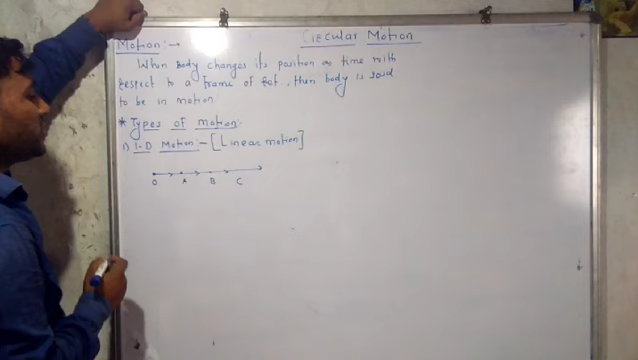 Circular Motion
Motion:→
When Body changes its position as time with
respect to a frame of ref., then body is said
to be in motion
* Types of motion:
1) 1-D Motion:- [Linear motion]
O A B C